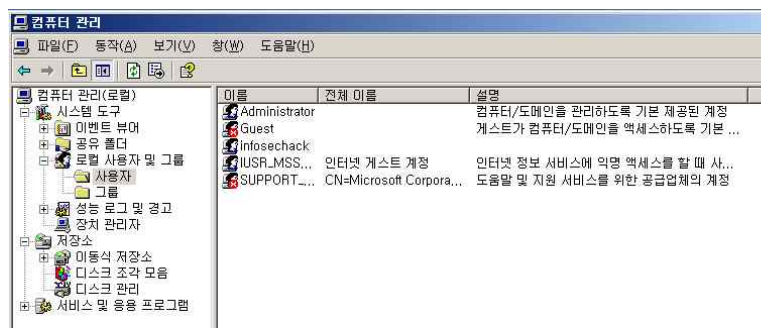 컴퓨터 관리
파일(F) 동작(A) 보기(V) 창(W) 도움말(H)
컴퓨터 관리(로컬)
시스템 도구
이벤트 뷰어
공유 폴더
로컬 사용자 및 그룹
사용자
그룹
성능 로그 및 경고
장치 관리자
저장소
이동식 저장소
디스크 조각 모음
디스크 관리
서비스 및 응용 프로그램
이름 전체 이름 설명
Administrator 컴퓨터/도메인을 관리하도록 기본 제공된 계정
Guest 게스트가 컴퓨터/도메인을 액세스하도록 기본 ...
infosechack
IUSR_MSS... 인터넷 게스트 계정 인터넷 정보 서비스에 익명 액세스를 할 때 사...
SUPPORT_... CN=Microsoft Corpora... 도움말 및 지원 서비스를 위한 공급업체의 계정